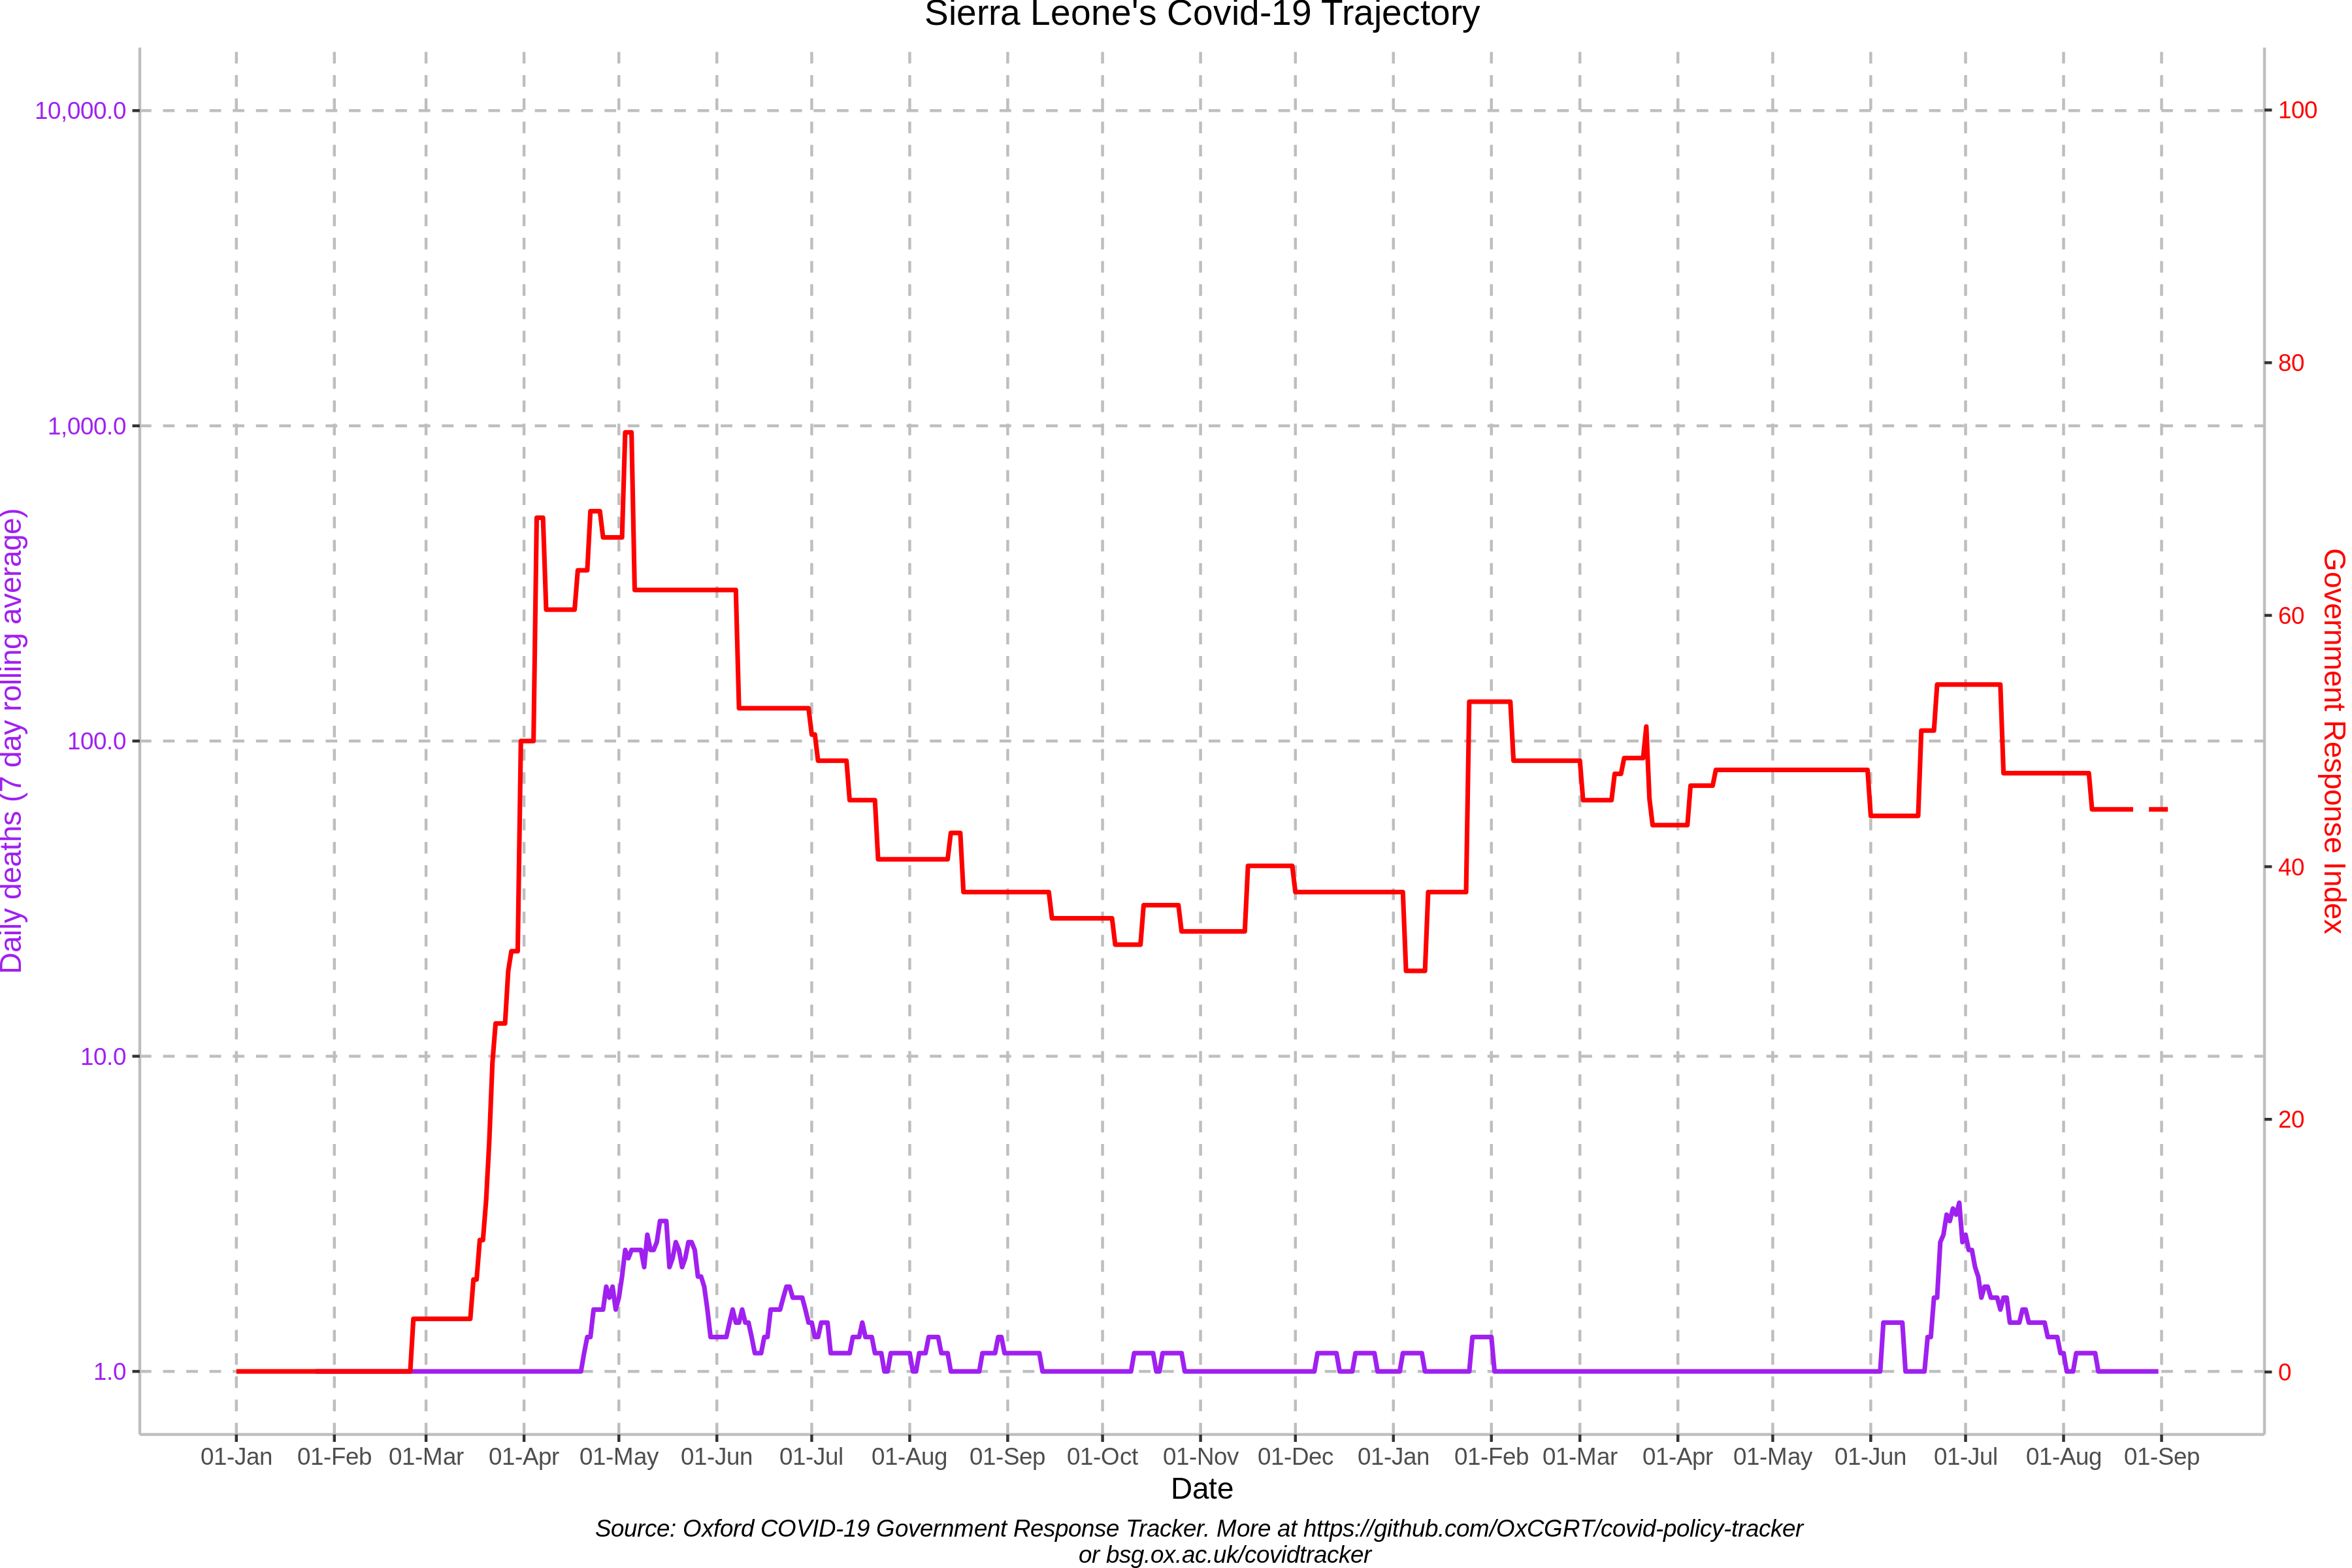 Sierra Leone's Covid-19 Trajectory
10,000.0
1,000.0
100.0
10.0
1.0
Daily deaths (7 day rolling average)
100
80
60
40
20
0
Government Response Index
01-Jan 01-Feb 01-Mar 01-Apr 01-May 01-Jun 01-Jul 01-Aug 01-Sep 01-Oct 01-Nov 01-Dec 01-Jan 01-Feb 01-Mar 01-Apr 01-May 01-Jun 01-Jul 01-Aug 01-Sep
Date
Source: Oxford COVID-19 Government Response Tracker. More at https://github.com/OxCGRT/covid-policy-tracker
or bsg.ox.ac.uk/covidtracker